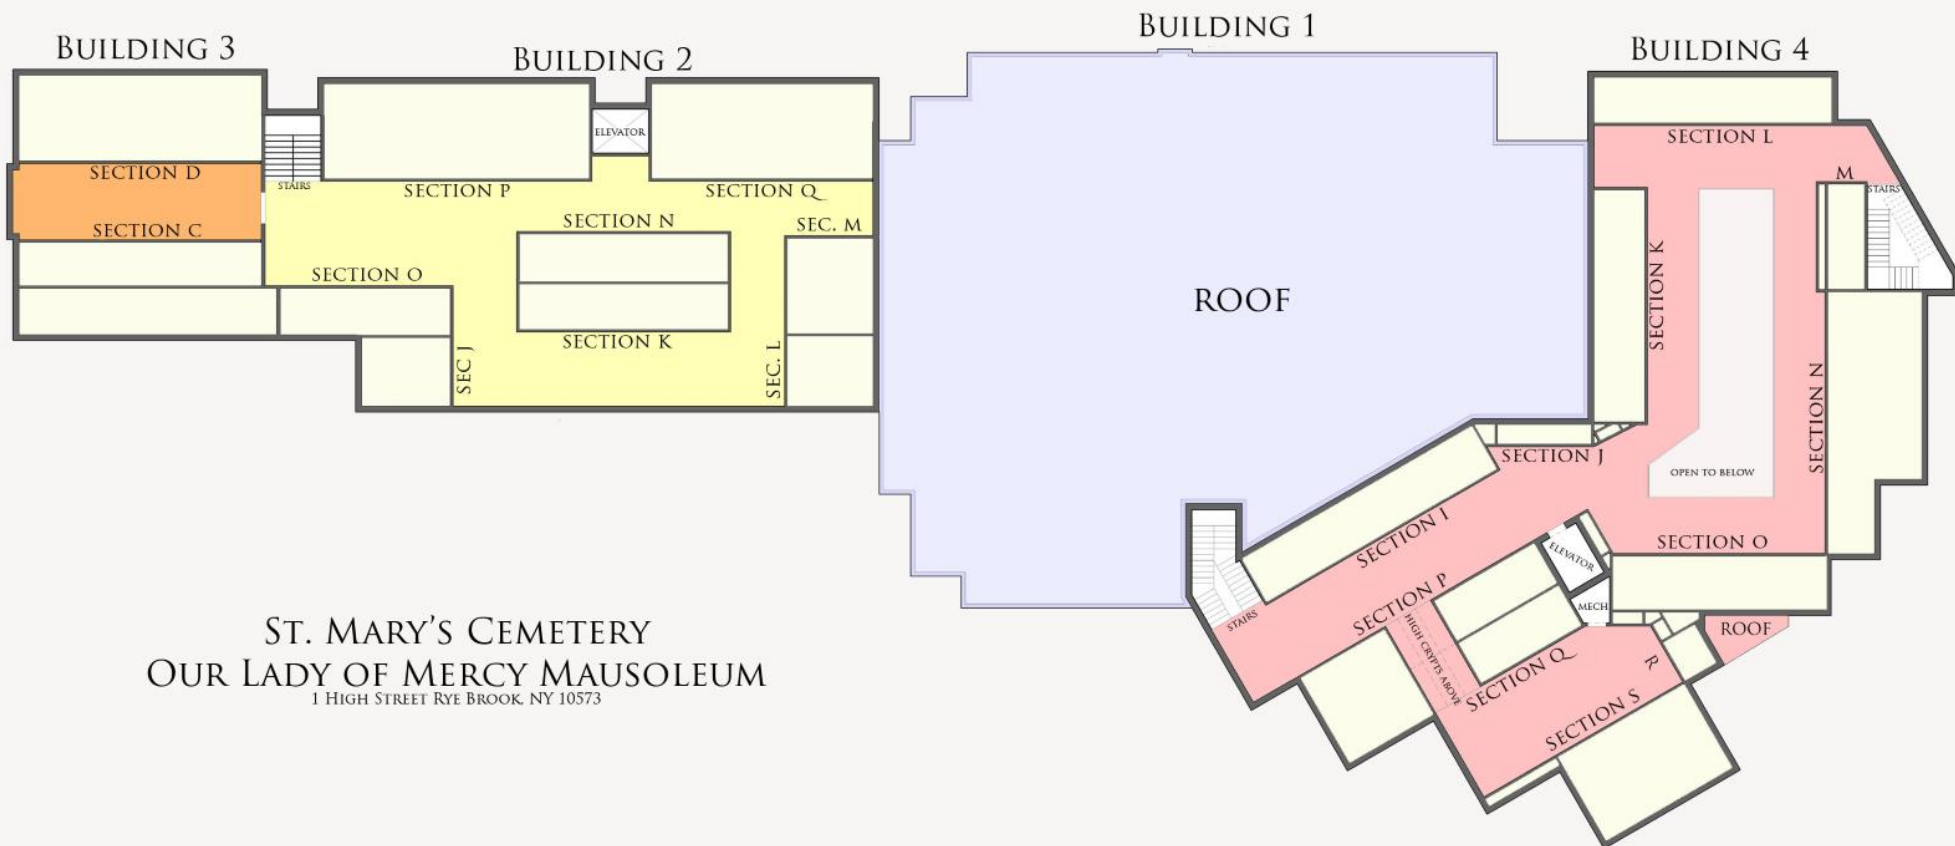 BUILDING 3
BUILDING 2
BUILDING 1
BUILDING 4
SECTION D
SECTION C
STAIRS
ELEVATOR
SECTION P
SECTION Q
SECTION N
SEC. M
SECTION O
SECTION K
SEC J
SEC. L
ROOF
SECTION L
M
STAIRS
SECTION K
SECTION N
SECTION J
OPEN TO BELOW
SECTION I
SECTION O
ELEVATOR
MECH
SECTION P
STAIRS
HIGH CRYPTS ABOVE
SECTION Q
R
ROOF
SECTION S
ST. MARY'S CEMETERY
OUR LADY OF MERCY MAUSOLEUM
1 HIGH STREET RYE BROOK, NY 10573